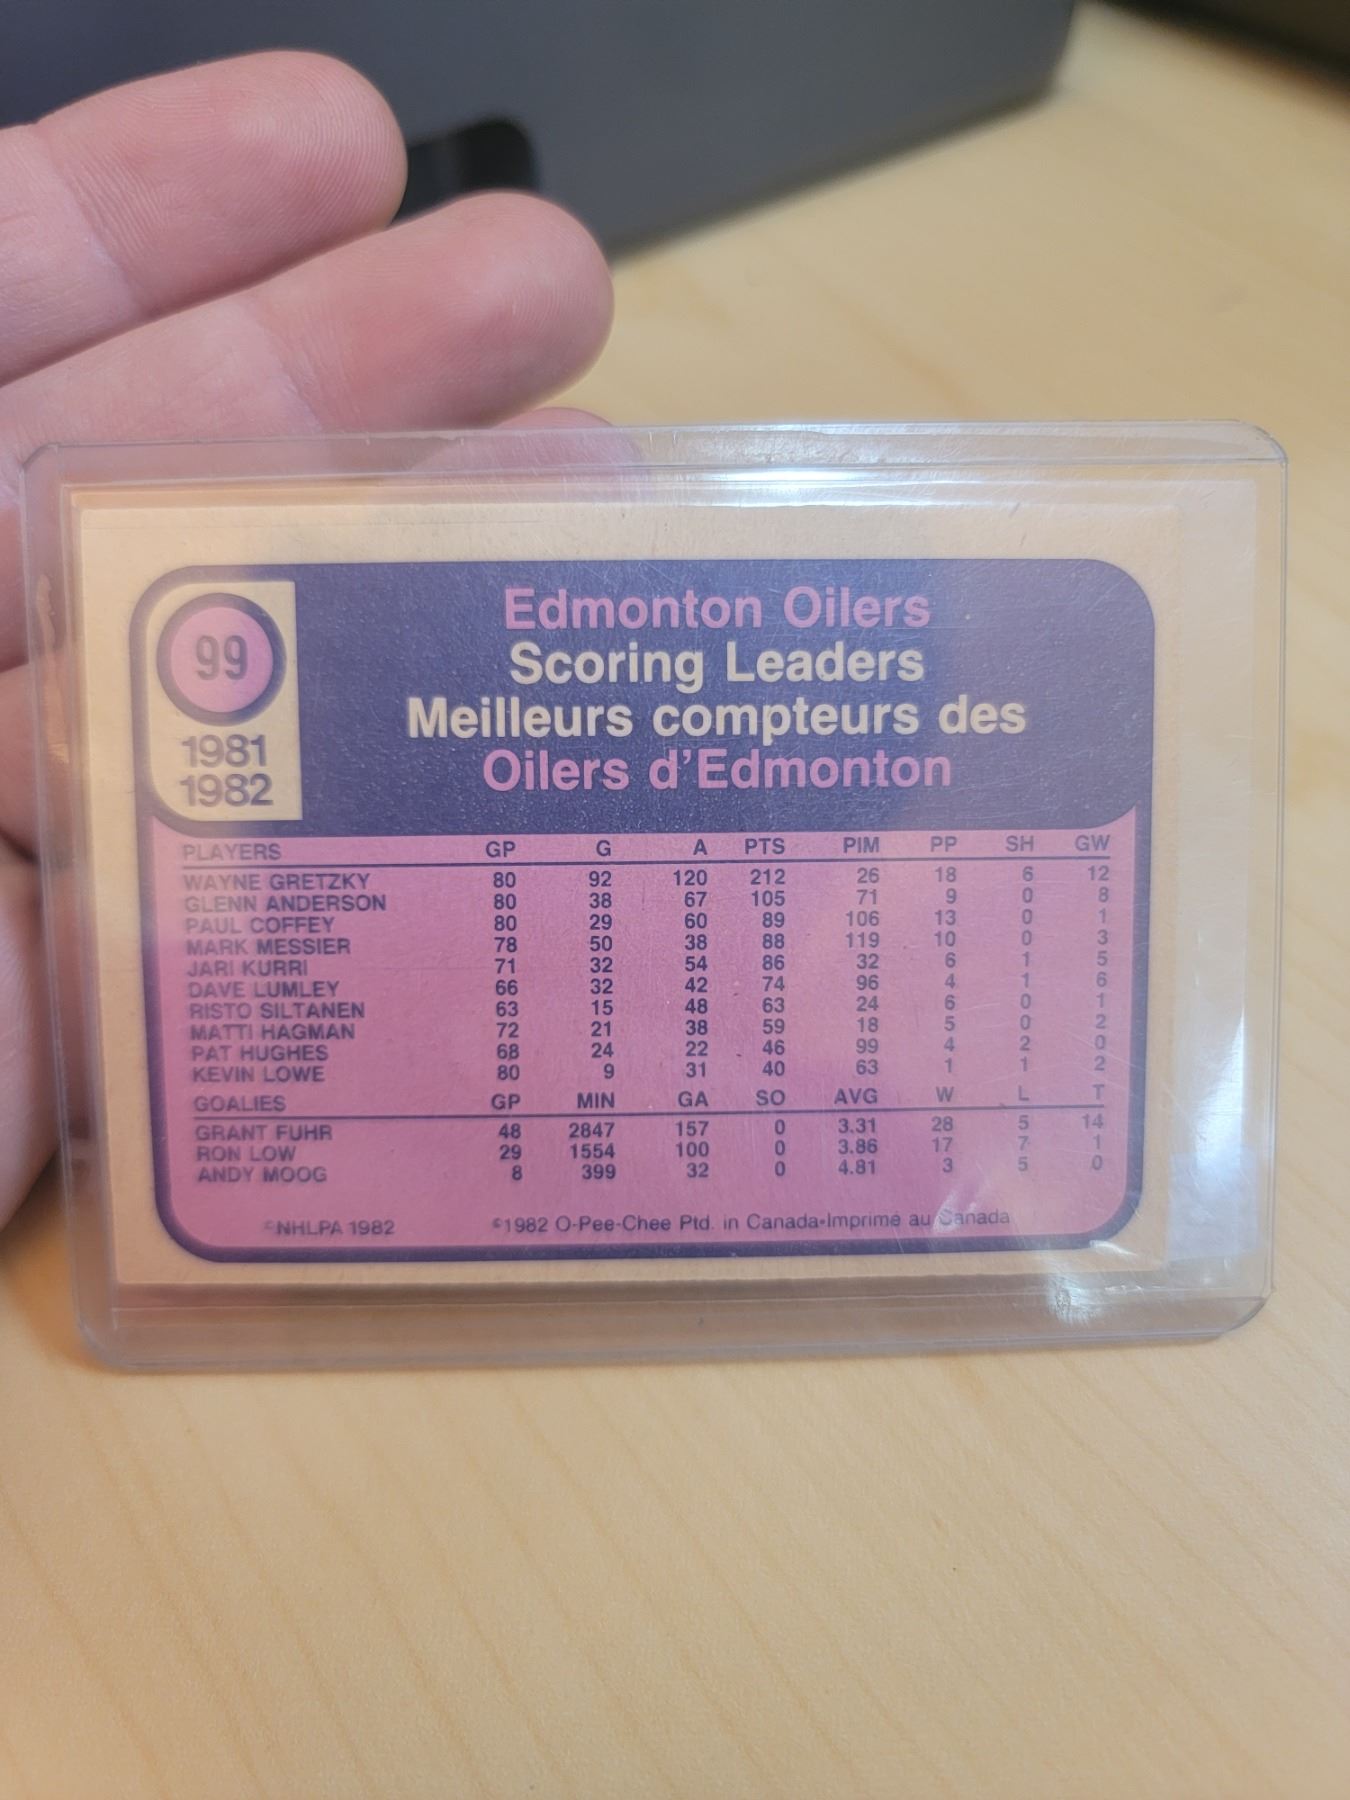 99
1981
1982
Edmonton Oilers
Scoring Leaders
Meilleurs compteurs des
Oilers d'Edmonton
PLAYERS GP G A PTS PIM PP SH GW
WAYNE GRETZKY 80 92 120 212 26 18 6 12
GLENN ANDERSON 80 38 67 105 71 9 0 8
PAUL COFFEY 80 29 60 89 106 13 0 1
MARK MESSIER 78 50 38 88 119 10 0 3
JARI KURRI 71 32 54 86 32 6 1 5
DAVE LUMLEY 66 32 42 74 96 4 1 6
RISTO SILTANEN 63 15 48 63 24 6 0 1
MATTI HAGMAN 72 21 38 59 18 5 0 2
PAT HUGHES 68 24 22 46 99 4 2 0
KEVIN LOWE 80 9 31 40 63 1 1 2
GOALIES GP MIN GA SO AVG W L T
GRANT FUHR 48 2847 157 0 3.31 28 5 14
RON LOW 29 1554 100 0 3.86 17 7 1
ANDY MOOG 8 399 32 0 4.81 3 5 0
©NHLPA 1982 ©1982 O-Pee-Chee Ptd. in Canada•Imprimé au Canada